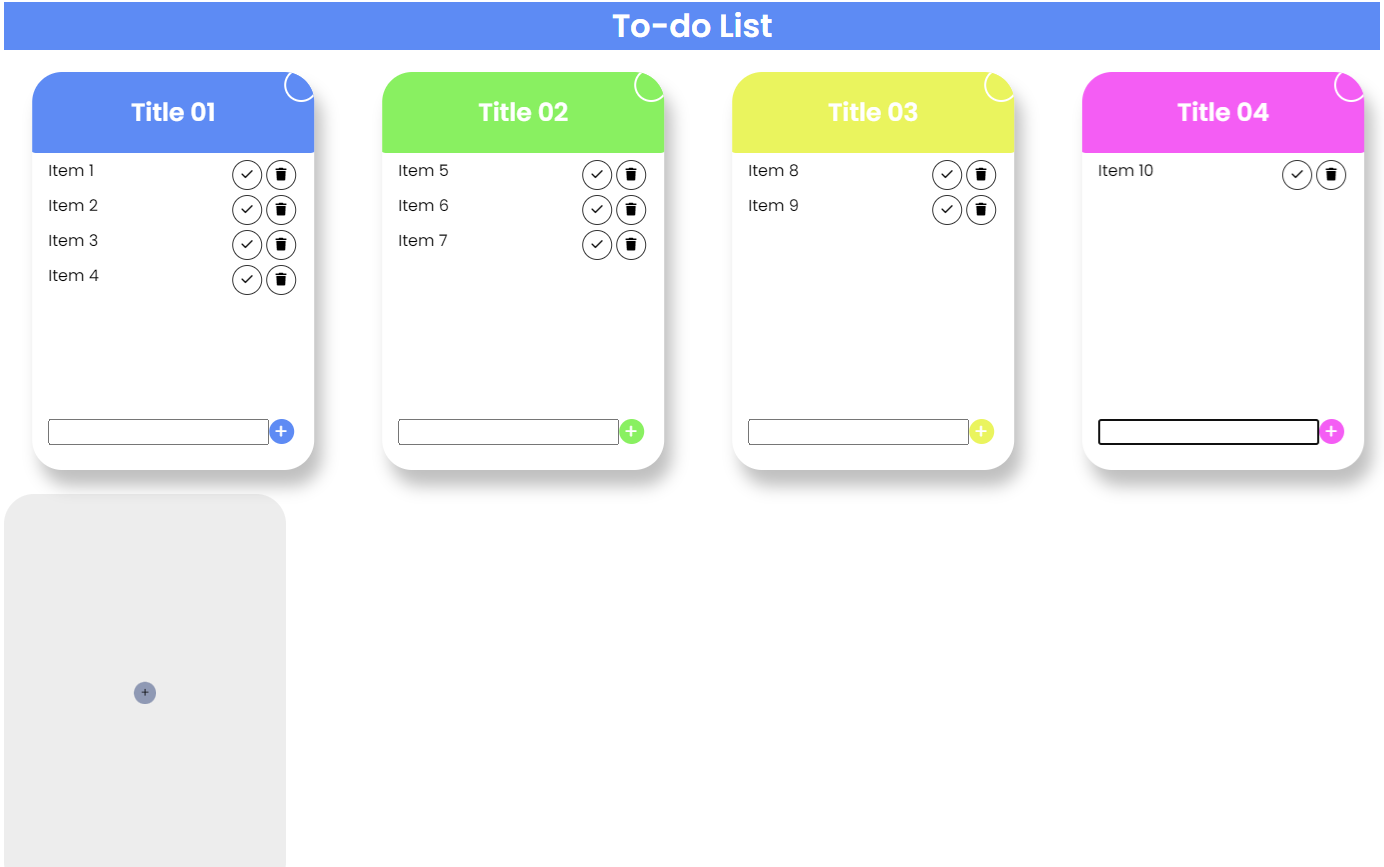 To-do List
Title 01
Item 1
Item 2
Item 3
Item 4
+
Title 02
Item 5
Item 6
Item 7
+
Title 03
Item 8
Item 9
+
Title 04
Item 10
+
+